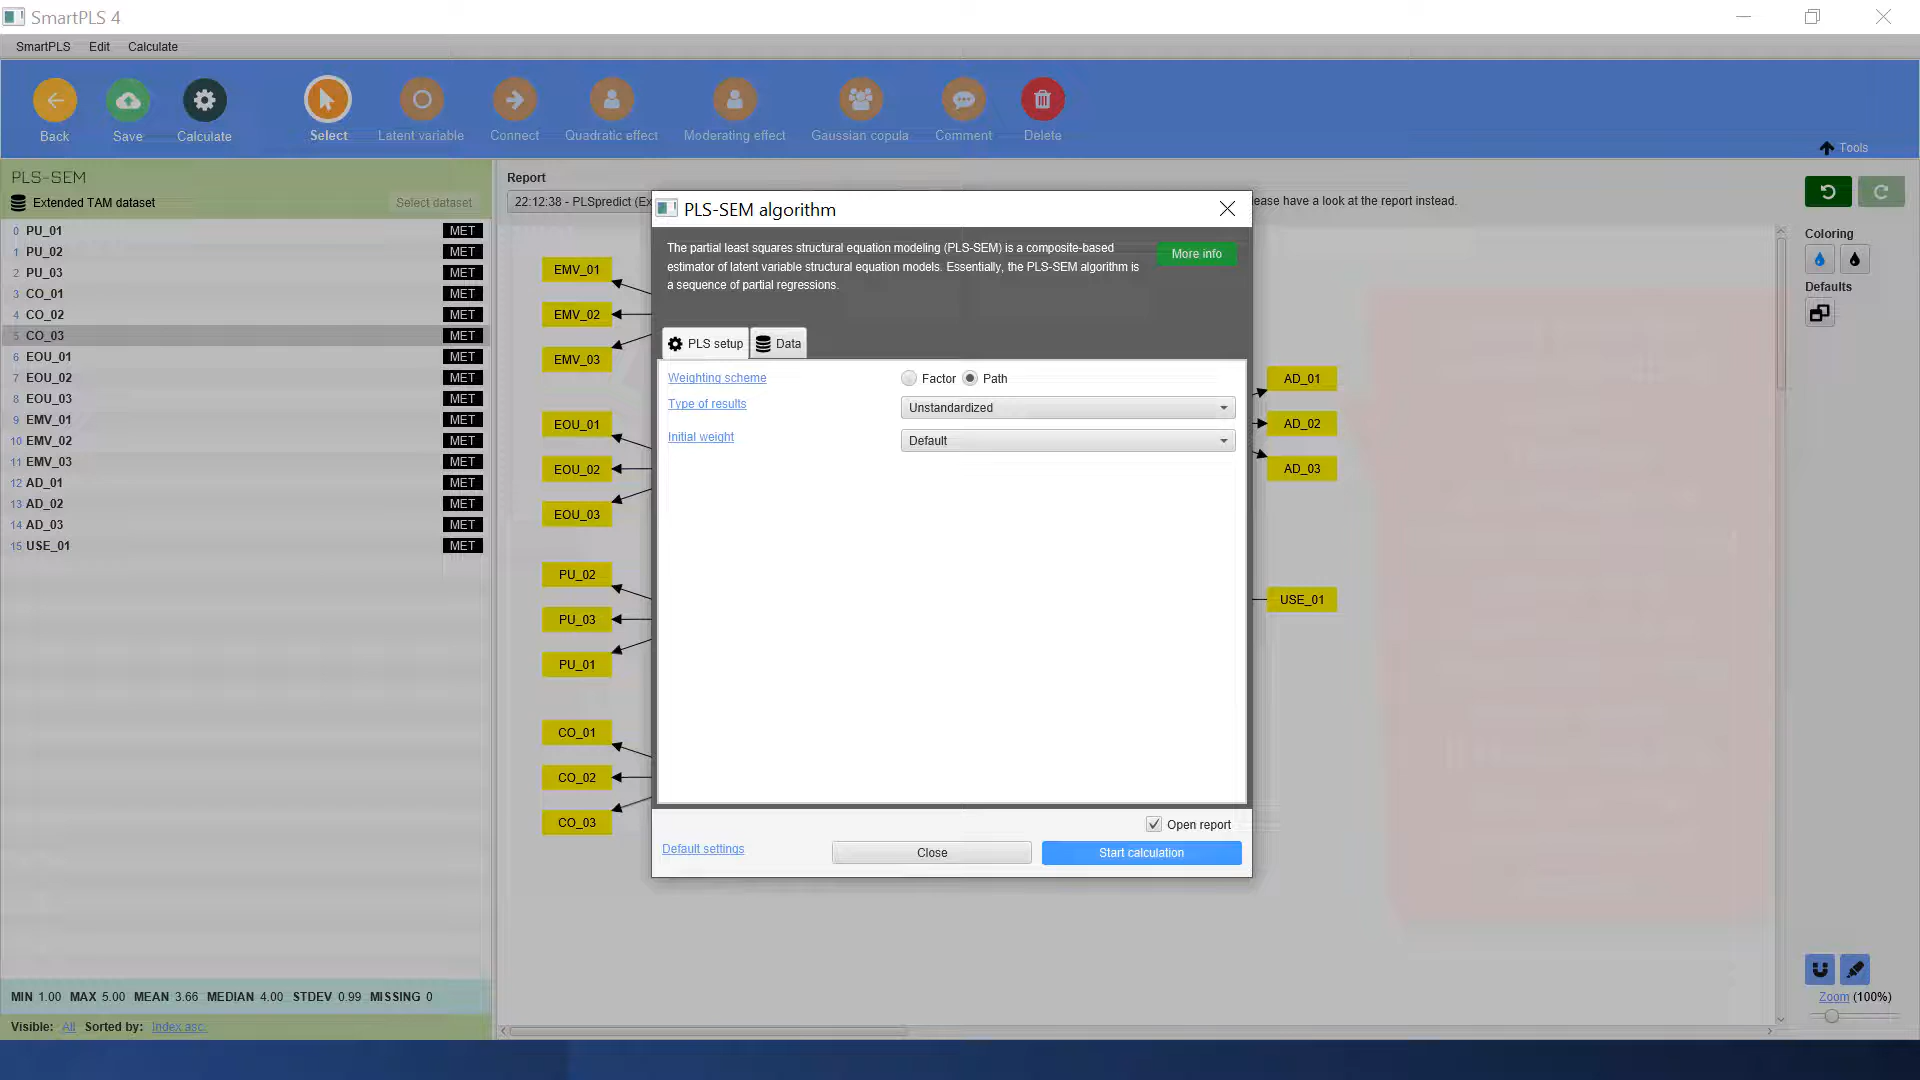 SmartPLS 4
SmartPLS Edit Calculate
Back Save Calculate Select Latent variable Connect Quadratic effect Moderating effect Gaussian copula Comment Delete
Tools
PLS-SEM
Extended TAM dataset Select dataset
0 PU_01 MET
1 PU_02 MET
2 PU_03 MET
3 CO_01 MET
4 CO_02 MET
5 CO_03 MET
6 EOU_01 MET
7 EOU_02 MET
8 EOU_03 MET
9 EMV_01 MET
10 EMV_02 MET
11 EMV_03 MET
12 AD_01 MET
13 AD_02 MET
14 AD_03 MET
15 USE_01 MET
MIN 1.00 MAX 5.00 MEAN 3.66 MEDIAN 4.00 STDEV 0.99 MISSING 0
Visible: All Sorted by: Index asc.
Report
22:12:38 - PLSpredict (Ex
ease have a look at the report instead.
EMV_01
EMV_02
EMV_03
EOU_01
EOU_02
EOU_03
PU_02
PU_03
PU_01
CO_01
CO_02
CO_03
PLS-SEM algorithm
The partial least squares structural equation modeling (PLS-SEM) is a composite-based
estimator of latent variable structural equation models. Essentially, the PLS-SEM algorithm is
a sequence of partial regressions.
More info
PLS setup Data
Weighting scheme Factor Path
Type of results Unstandardized
Initial weight Default
Open report
Default settings Close Start calculation
AD_01
AD_02
AD_03
USE_01
Coloring
Defaults
Zoom (100%)